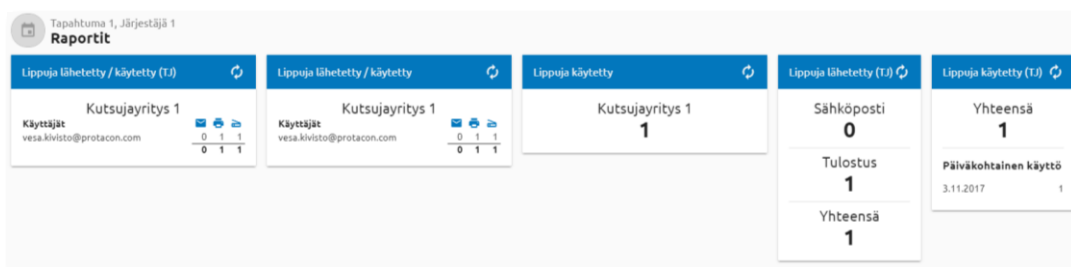 Tapahtuma 1, Järjestäjä 1
Raportit
Lippuja lähetetty / käytetty (TJ)
Kutsujayritys 1
Käyttäjät
vesa.kivisto@protacon.com 0 1 1
0 1 1
Lippuja lähetetty / käytetty
Kutsujayritys 1
Käyttäjät
vesa.kivisto@protacon.com 0 1 1
0 1 1
Lippuja käytetty
Kutsujayritys 1
1
Lippuja lähetetty (TJ)
Sähköposti
0
Tulostus
1
Yhteensä
1
Lippuja käytetty (TJ)
Yhteensä
1
Päiväkohtainen käyttö
3.11.2017 1